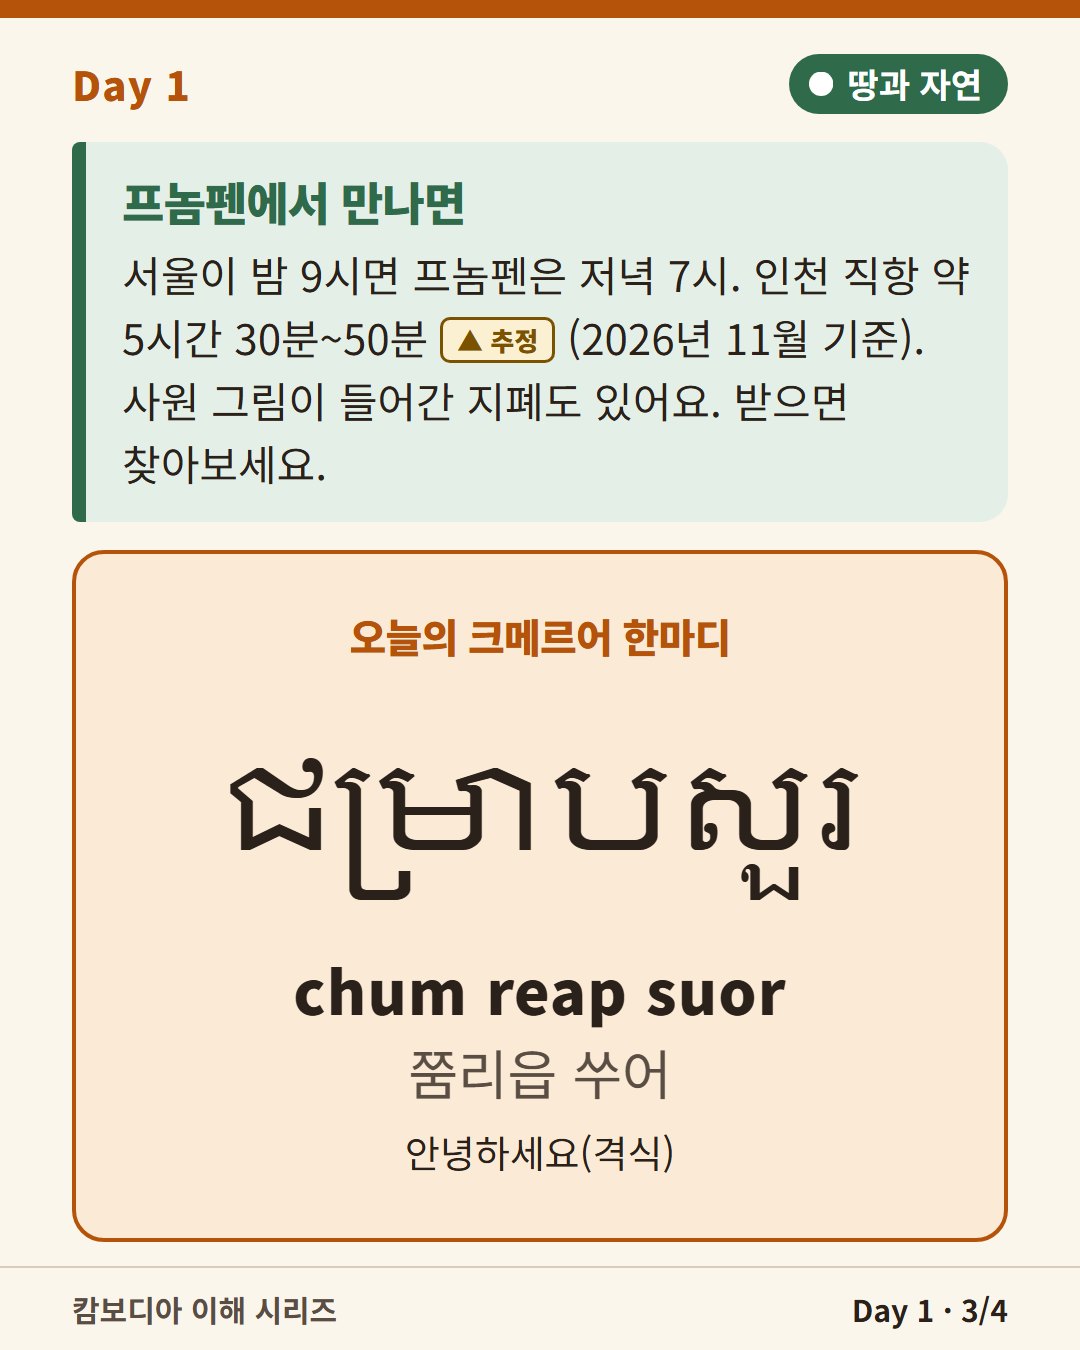 Day 1
땅과 자연
프놈펜에서 만나면
서울이 밤 9시면 프놈펜은 저녁 7시. 인천 직항 약
5시간 30분~50분 ▲ 추정 (2026년 11월 기준).
사원 그림이 들어간 지폐도 있어요. 받으면
찾아보세요.
오늘의 크메르어 한마디
ជម្រាបសួរ
chum reap suor
쭘리읍 쑤어
안녕하세요(격식)
캄보디아 이해 시리즈
Day 1 · 3/4